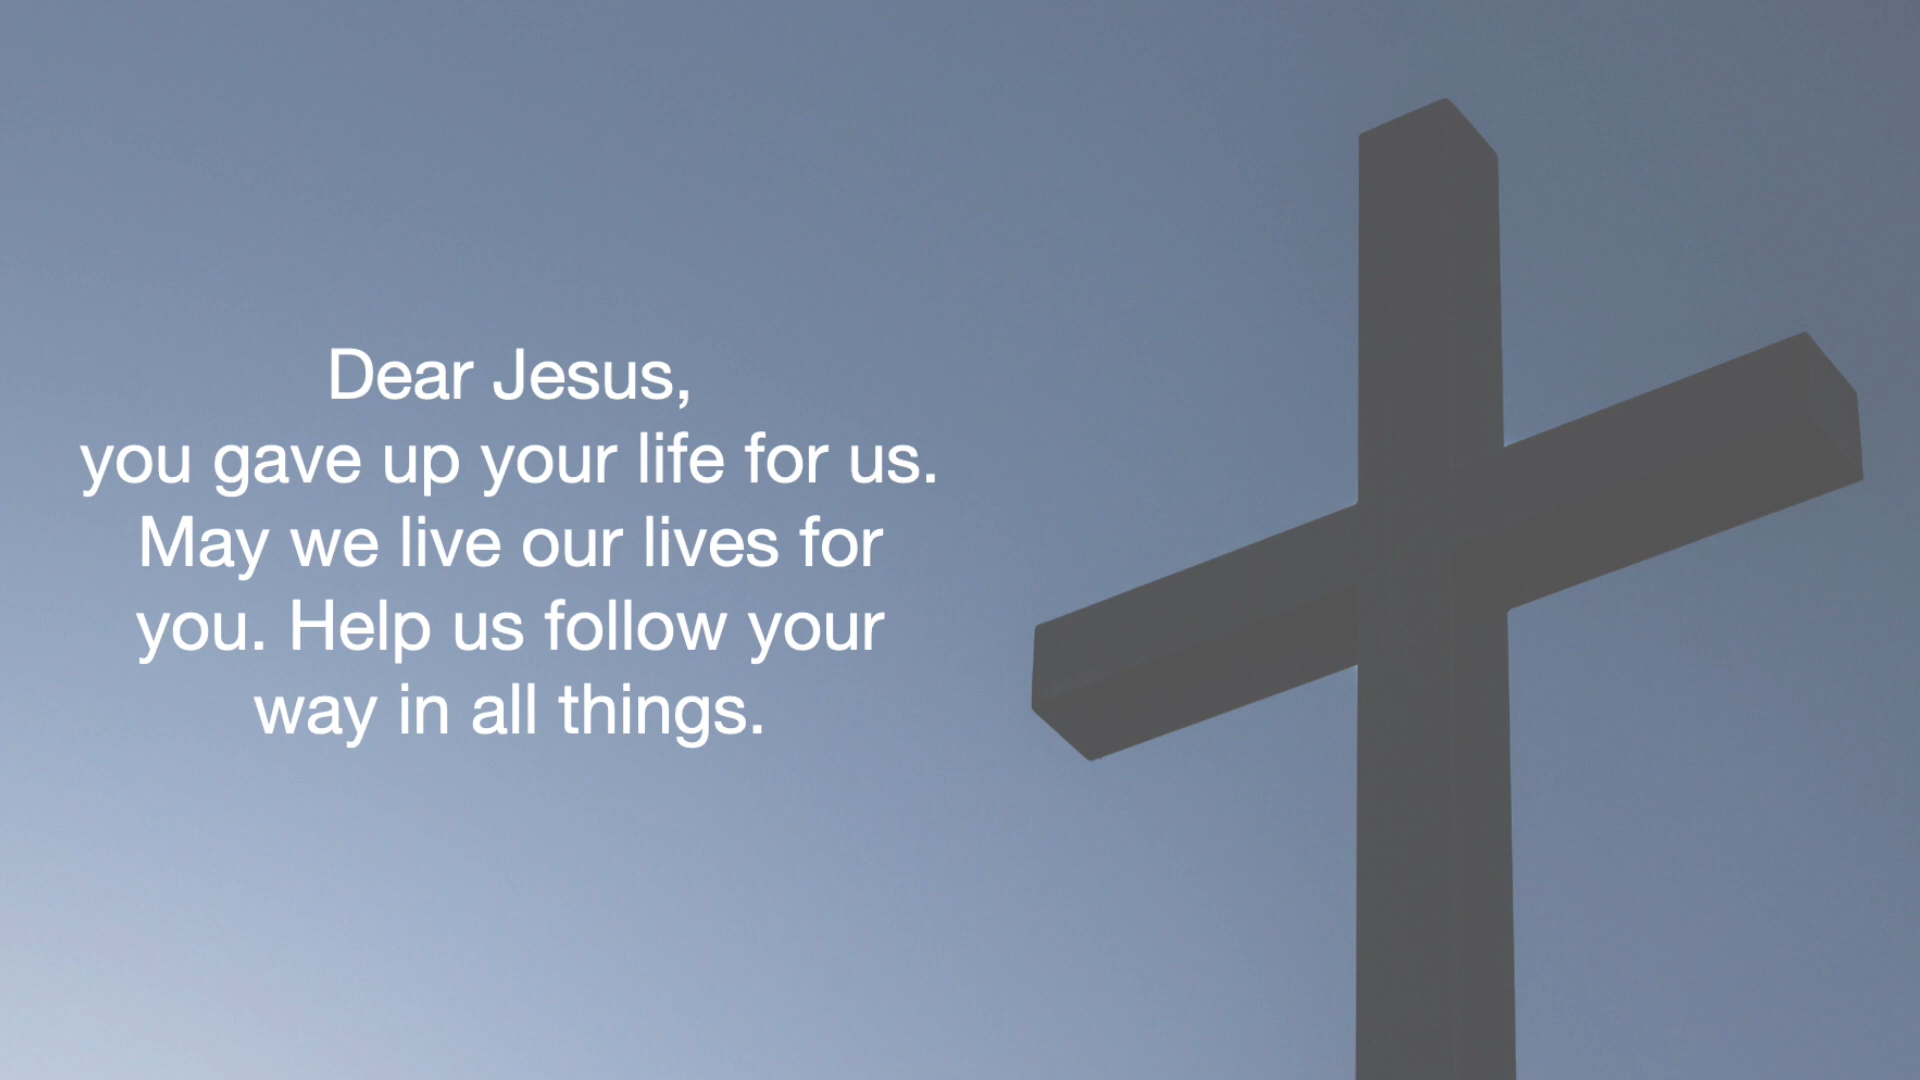 Dear Jesus,
you gave up your life for us.
May we live our lives for
you. Help us follow your
way in all things.